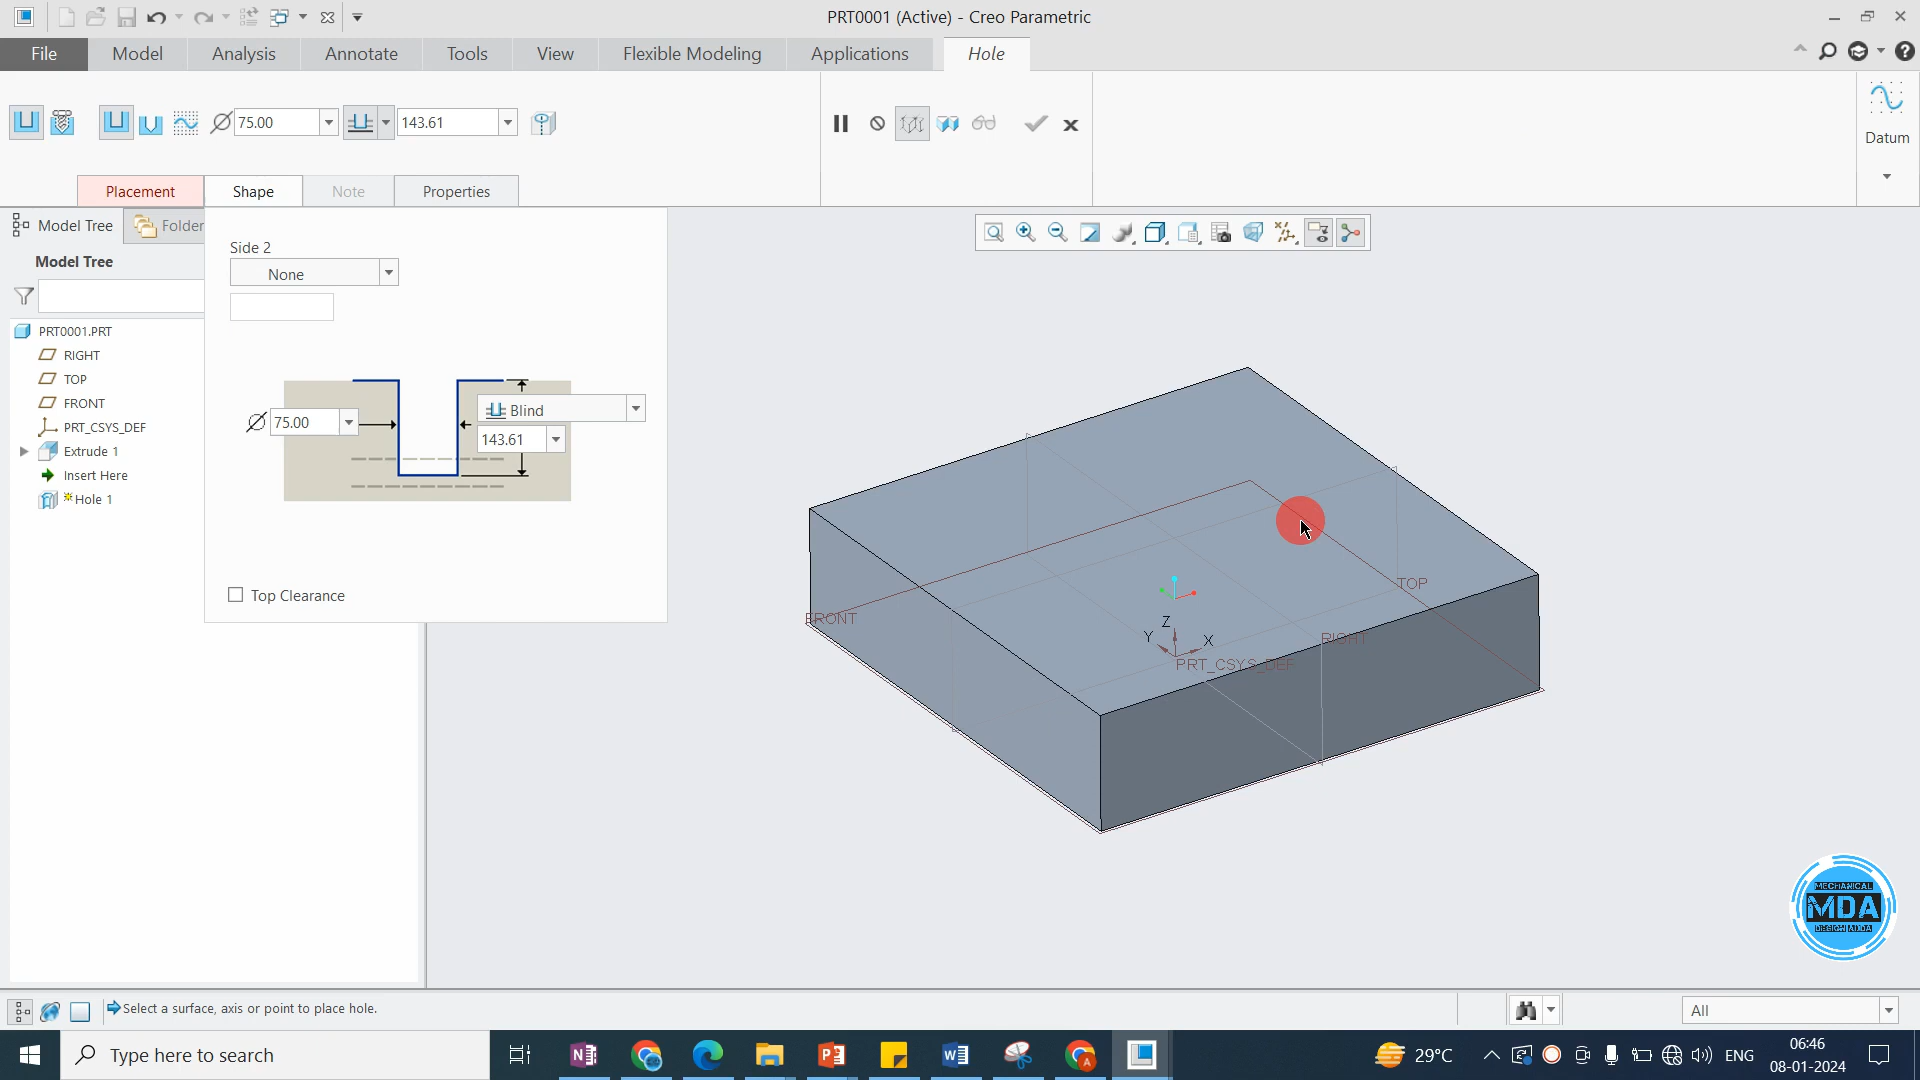 PRT0001 (Active) - Creo Parametric
File Model Analysis Annotate Tools View Flexible Modeling Applications Hole
75.00 143.61
Datum
Placement Shape Note Properties
Model Tree Folder
Model Tree
PRT0001.PRT
RIGHT
TOP
FRONT
PRT_CSYS_DEF
Extrude 1
Insert Here
Hole 1
Side 2
None
Blind
75.00
143.61
Top Clearance
TOP
FRONT
RIGHT
Z
Y X
PRT_CSYS_DEF
MECHANICAL
MDA
DESIGN ADDA
Select a surface, axis or point to place hole.
All
Type here to search
29°C
ENG
06:46
08-01-2024